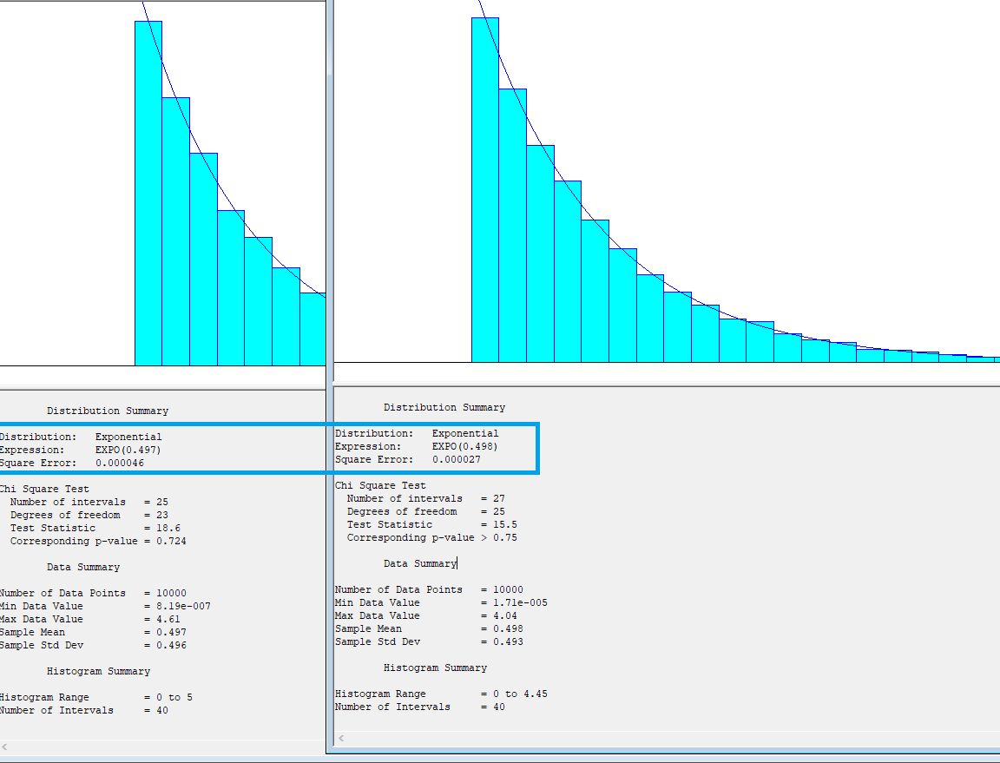 Distribution Summary
Distribution: Exponential
Expression: EXPO(0.497)
Square Error: 0.000046
Chi Square Test
Number of intervals = 25
Degrees of freedom = 23
Test Statistic = 18.6
Corresponding p-value = 0.724
Data Summary
Number of Data Points = 10000
Min Data Value = 8.19e-007
Max Data Value = 4.61
Sample Mean = 0.497
Sample Std Dev = 0.496
Histogram Summary
Histogram Range = 0 to 5
Number of Intervals = 40
Distribution Summary
Distribution: Exponential
Expression: EXPO(0.498)
Square Error: 0.000027
Chi Square Test
Number of intervals = 27
Degrees of freedom = 25
Test Statistic = 15.5
Corresponding p-value > 0.75
Data Summary
Number of Data Points = 10000
Min Data Value = 1.71e-005
Max Data Value = 4.04
Sample Mean = 0.498
Sample Std Dev = 0.493
Histogram Summary
Histogram Range = 0 to 4.45
Number of Intervals = 40